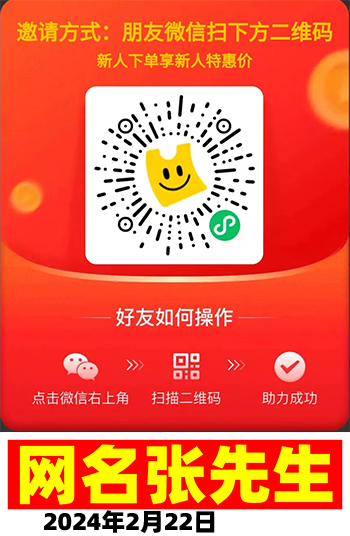 邀请方式：朋友微信扫下方二维码
新人下单享新人特惠价
好友如何操作
点击微信右上角
扫描二维码
助力成功
网名张先生
2024年2月22日